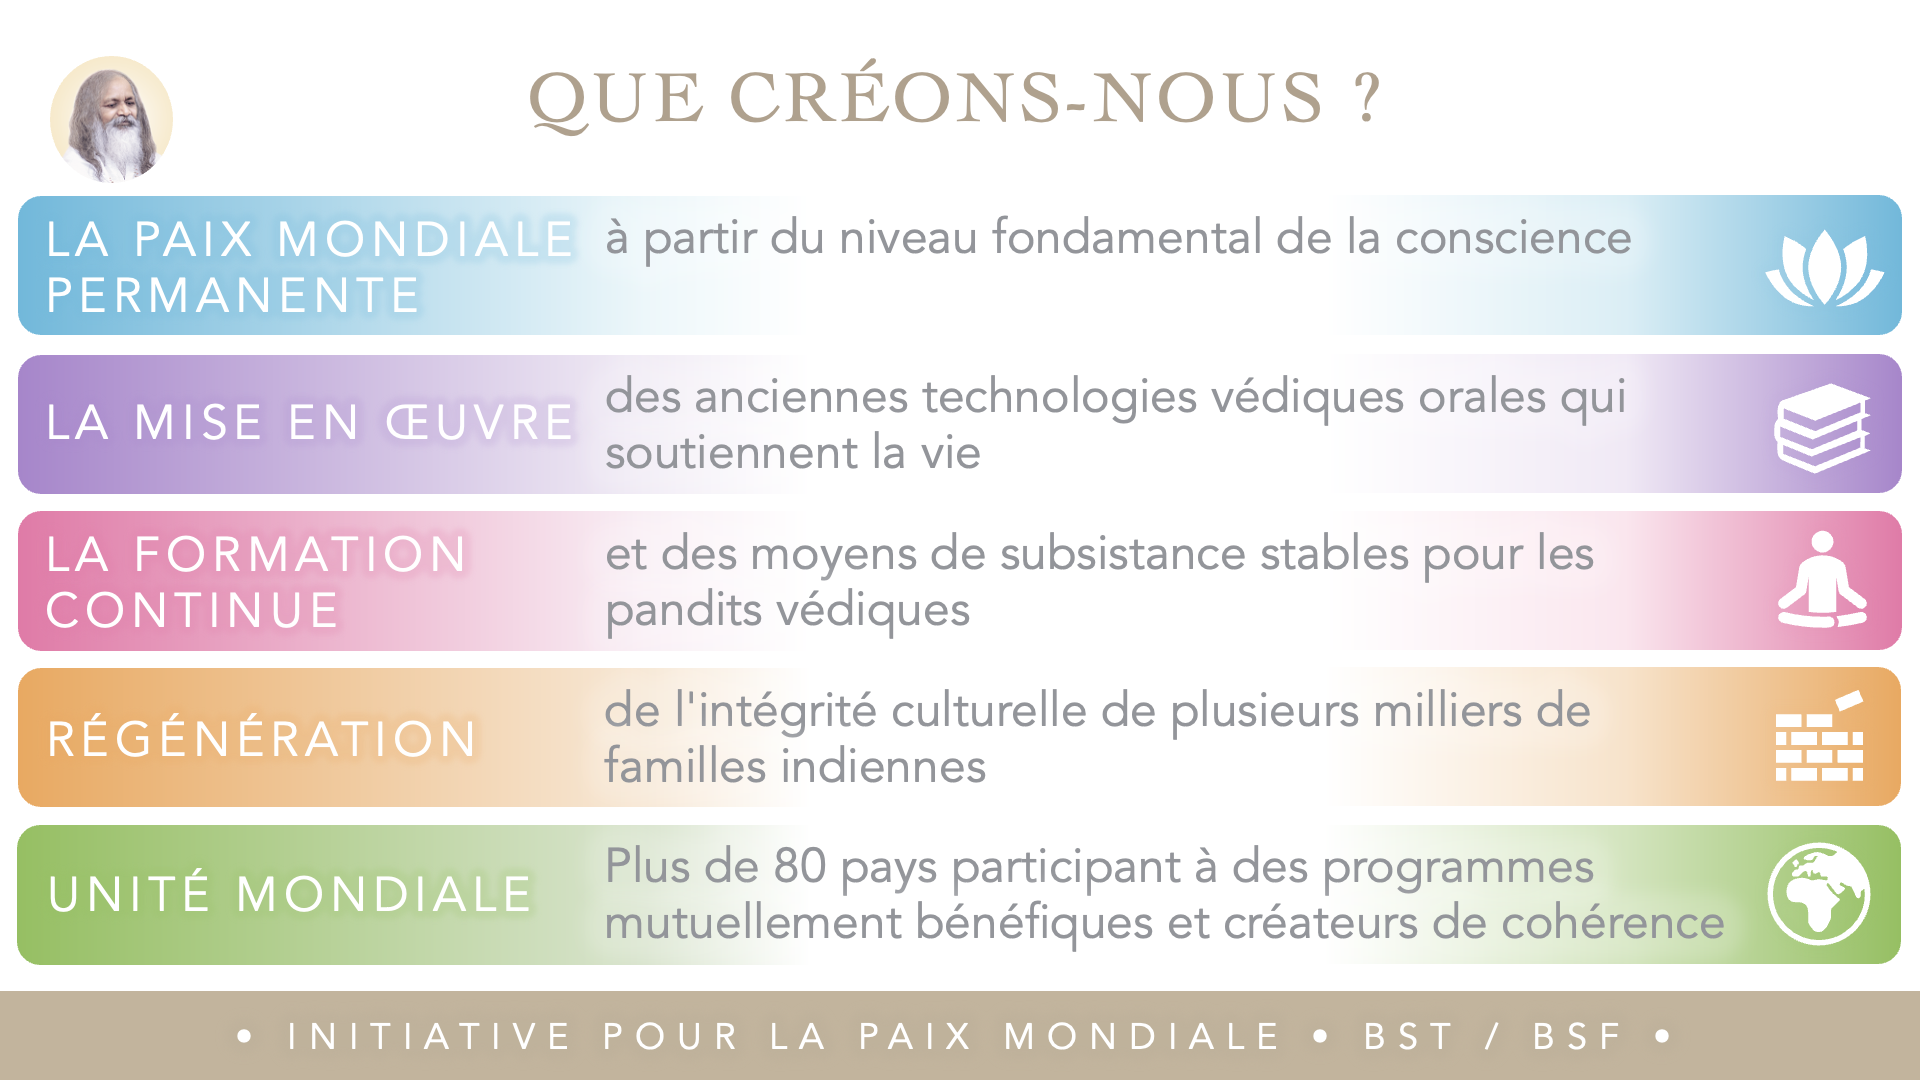 QUE CRÉONS-NOUS ?
LA PAIX MONDIALE
PERMANENTE
à partir du niveau fondamental de la conscience
LA MISE EN ŒUVRE
des anciennes technologies védiques orales qui
soutiennent la vie
LA FORMATION
CONTINUE
et des moyens de subsistance stables pour les
pandits védiques
RÉGÉNÉRATION
de l'intégrité culturelle de plusieurs milliers de
familles indiennes
UNITÉ MONDIALE
Plus de 80 pays participant à des programmes
mutuellement bénéfiques et créateurs de cohérence
• INITIATIVE POUR LA PAIX MONDIALE • BST / BSF •